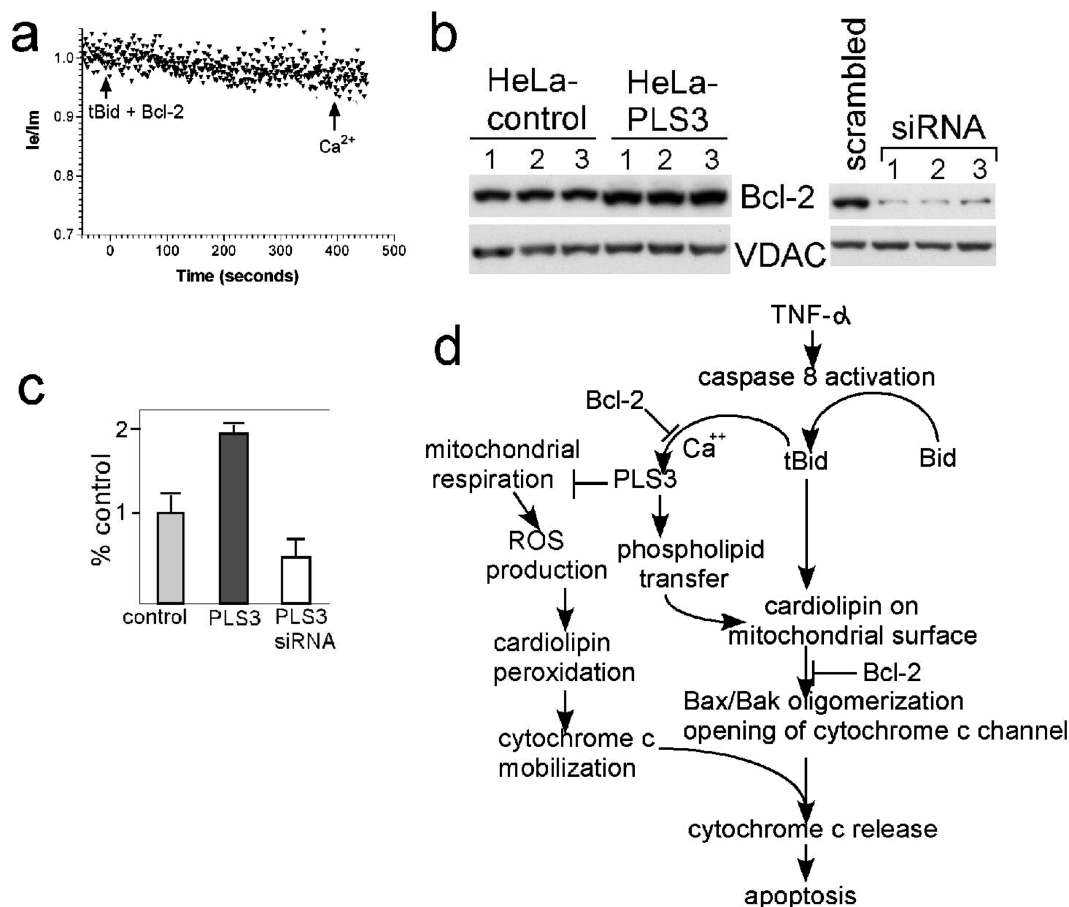 a
1.0
0.9
0.8
0.7
Ie/Im
tBid + Bcl-2
Ca²⁺
0
100
200
300
400
500
Time (seconds)
b
HeLa-
control
HeLa-
PLS3
1 2 3 1 2 3
Bcl-2
VDAC
scrambled
siRNA
1 2 3
c
% control
2
1
control
PLS3
PLS3
siRNA
d
TNF-α
caspase 8 activation
Bcl-2
Ca⁺⁺
tBid
Bid
mitochondrial
respiration
PLS3
ROS
production
phospholipid
transfer
cardiolipin on
mitochondrial surface
cardiolipin
peroxidation
Bcl-2
Bax/Bak oligomerization
opening of cytochrome c channel
cytochrome c
mobilization
cytochrome c release
apoptosis